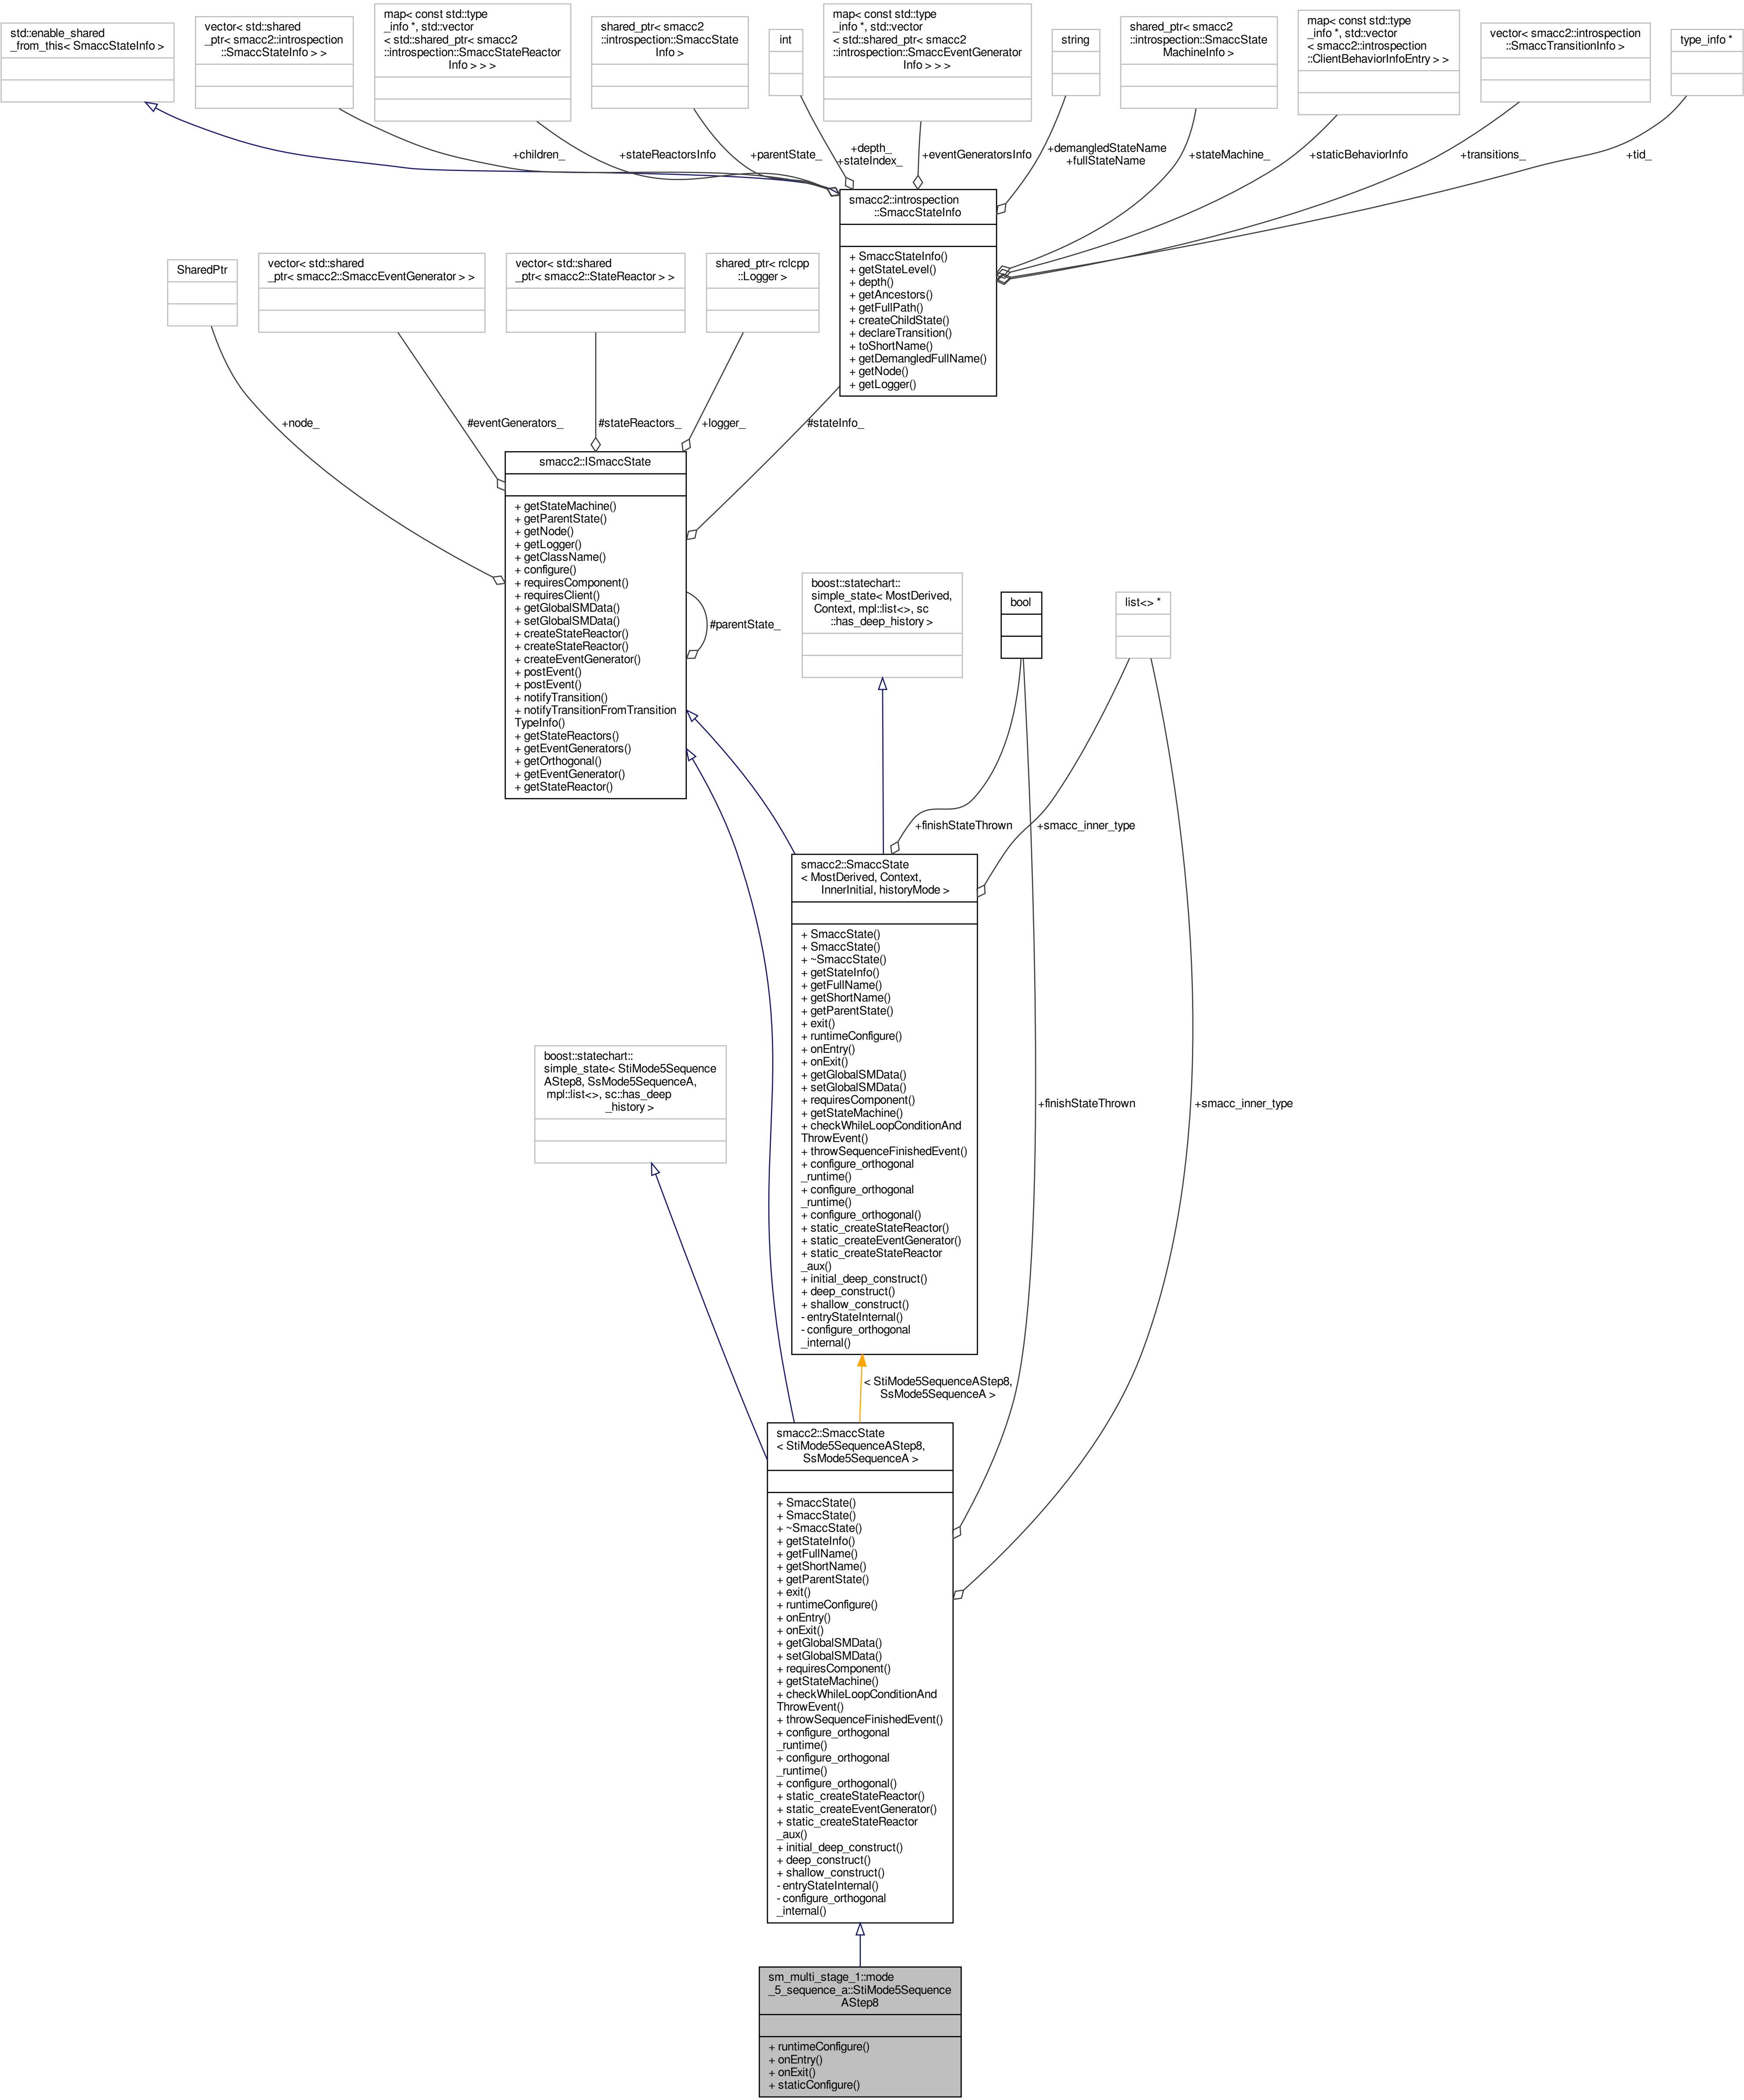 std::enable_shared
_from_this< SmaccStateInfo >
vector< std::shared
_ptr< smacc2::introspection
::SmaccStateInfo > >
map< const std::type
_info *, std::vector
< std::shared_ptr< smacc2
::introspection::SmaccStateReactor
Info > > >
shared_ptr< smacc2
::introspection::SmaccState
Info >
int
map< const std::type
_info *, std::vector
< std::shared_ptr< smacc2
::introspection::SmaccEventGenerator
Info > > >
string
shared_ptr< smacc2
::introspection::SmaccState
MachineInfo >
map< const std::type
_info *, std::vector
< smacc2::introspection
::ClientBehaviorInfoEntry > >
vector< smacc2::introspection
::SmaccTransitionInfo >
type_info *
+children_
+stateReactorsInfo
+parentState_
+depth_
+stateIndex_
+eventGeneratorsInfo
+demangledStateName
+fullStateName
+stateMachine_
+staticBehaviorInfo
+transitions_
+tid_
smacc2::introspection
::SmaccStateInfo
+ SmaccStateInfo()
+ getStateLevel()
+ depth()
+ getAncestors()
+ getFullPath()
+ createChildState()
+ declareTransition()
+ toShortName()
+ getDemangledFullName()
+ getNode()
+ getLogger()
SharedPtr
vector< std::shared
_ptr< smacc2::SmaccEventGenerator > >
vector< std::shared
_ptr< smacc2::StateReactor > >
shared_ptr< rclcpp
::Logger >
+node_
#eventGenerators_
#stateReactors_
+logger_
#stateInfo_
smacc2::ISmaccState
+ getStateMachine()
+ getParentState()
+ getNode()
+ getLogger()
+ getClassName()
+ configure()
+ requiresComponent()
+ requiresClient()
+ getGlobalSMData()
+ setGlobalSMData()
+ createStateReactor()
+ createStateReactor()
+ createEventGenerator()
+ postEvent()
+ postEvent()
+ notifyTransition()
+ notifyTransitionFromTransition
TypeInfo()
+ getStateReactors()
+ getEventGenerators()
+ getOrthogonal()
+ getEventGenerator()
+ getStateReactor()
#parentState_
boost::statechart::
simple_state< MostDerived,
Context, mpl::list<>, sc
::has_deep_history >
bool
list<> *
+finishStateThrown
+smacc_inner_type
smacc2::SmaccState
< MostDerived, Context,
InnerInitial, historyMode >
+ SmaccState()
+ SmaccState()
+ ~SmaccState()
+ getStateInfo()
+ getFullName()
+ getShortName()
+ getParentState()
+ exit()
+ runtimeConfigure()
+ onEntry()
+ onExit()
+ getGlobalSMData()
+ setGlobalSMData()
+ requiresComponent()
+ getStateMachine()
+ checkWhileLoopConditionAnd
ThrowEvent()
+ throwSequenceFinishedEvent()
+ configure_orthogonal
_runtime()
+ configure_orthogonal
_runtime()
+ configure_orthogonal()
+ static_createStateReactor()
+ static_createEventGenerator()
+ static_createStateReactor
_aux()
+ initial_deep_construct()
+ deep_construct()
+ shallow_construct()
- entryStateInternal()
- configure_orthogonal
_internal()
boost::statechart::
simple_state< StiMode5Sequence
AStep8, SsMode5SequenceA,
mpl::list<>, sc::has_deep
_history >
+finishStateThrown
+smacc_inner_type
< StiMode5SequenceAStep8,
SsMode5SequenceA >
smacc2::SmaccState
< StiMode5SequenceAStep8,
SsMode5SequenceA >
+ SmaccState()
+ SmaccState()
+ ~SmaccState()
+ getStateInfo()
+ getFullName()
+ getShortName()
+ getParentState()
+ exit()
+ runtimeConfigure()
+ onEntry()
+ onExit()
+ getGlobalSMData()
+ setGlobalSMData()
+ requiresComponent()
+ getStateMachine()
+ checkWhileLoopConditionAnd
ThrowEvent()
+ throwSequenceFinishedEvent()
+ configure_orthogonal
_runtime()
+ configure_orthogonal
_runtime()
+ configure_orthogonal()
+ static_createStateReactor()
+ static_createEventGenerator()
+ static_createStateReactor
_aux()
+ initial_deep_construct()
+ deep_construct()
+ shallow_construct()
- entryStateInternal()
- configure_orthogonal
_internal()
sm_multi_stage_1::mode
_5_sequence_a::StiMode5Sequence
AStep8
+ runtimeConfigure()
+ onEntry()
+ onExit()
+ staticConfigure()